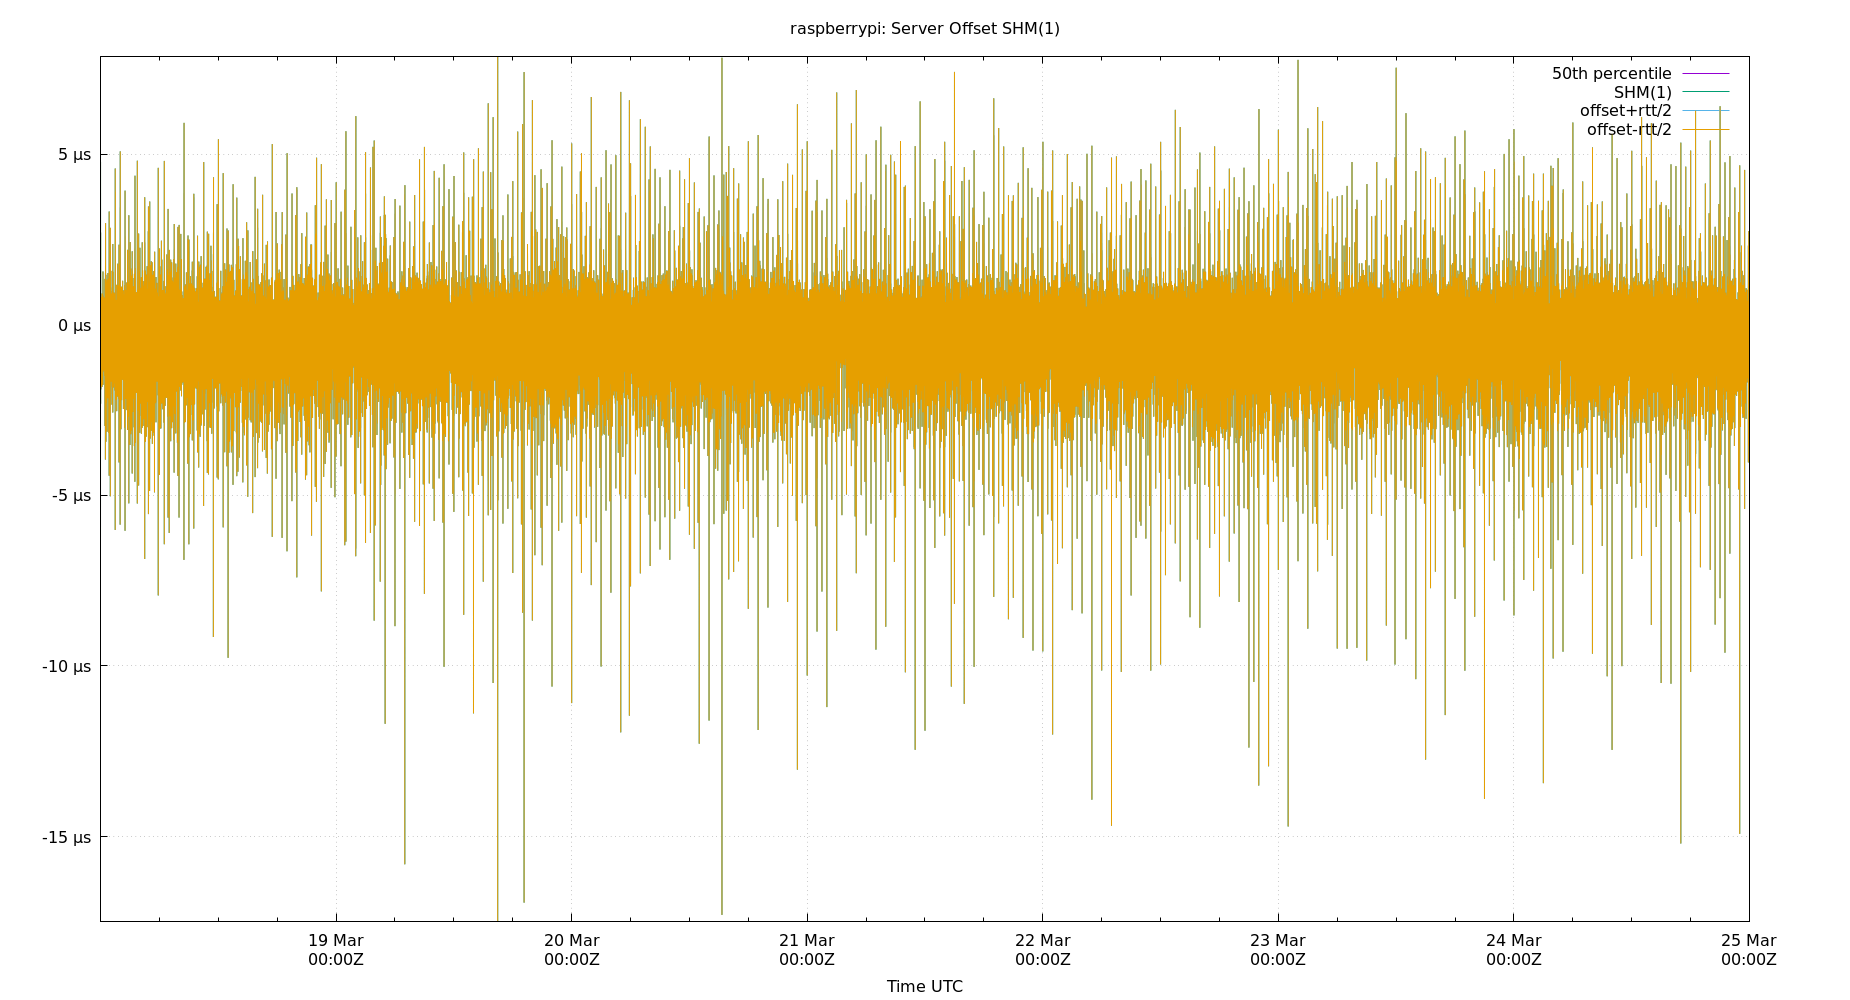 raspberrypi: Server Offset SHM(1)
50th percentile
SHM(1)
offset+rtt/2
offset-rtt/2
5 µs
0 µs
-5 µs
-10 µs
-15 µs
19 Mar
00:00Z
20 Mar
00:00Z
21 Mar
00:00Z
22 Mar
00:00Z
23 Mar
00:00Z
24 Mar
00:00Z
25 Mar
00:00Z
Time UTC